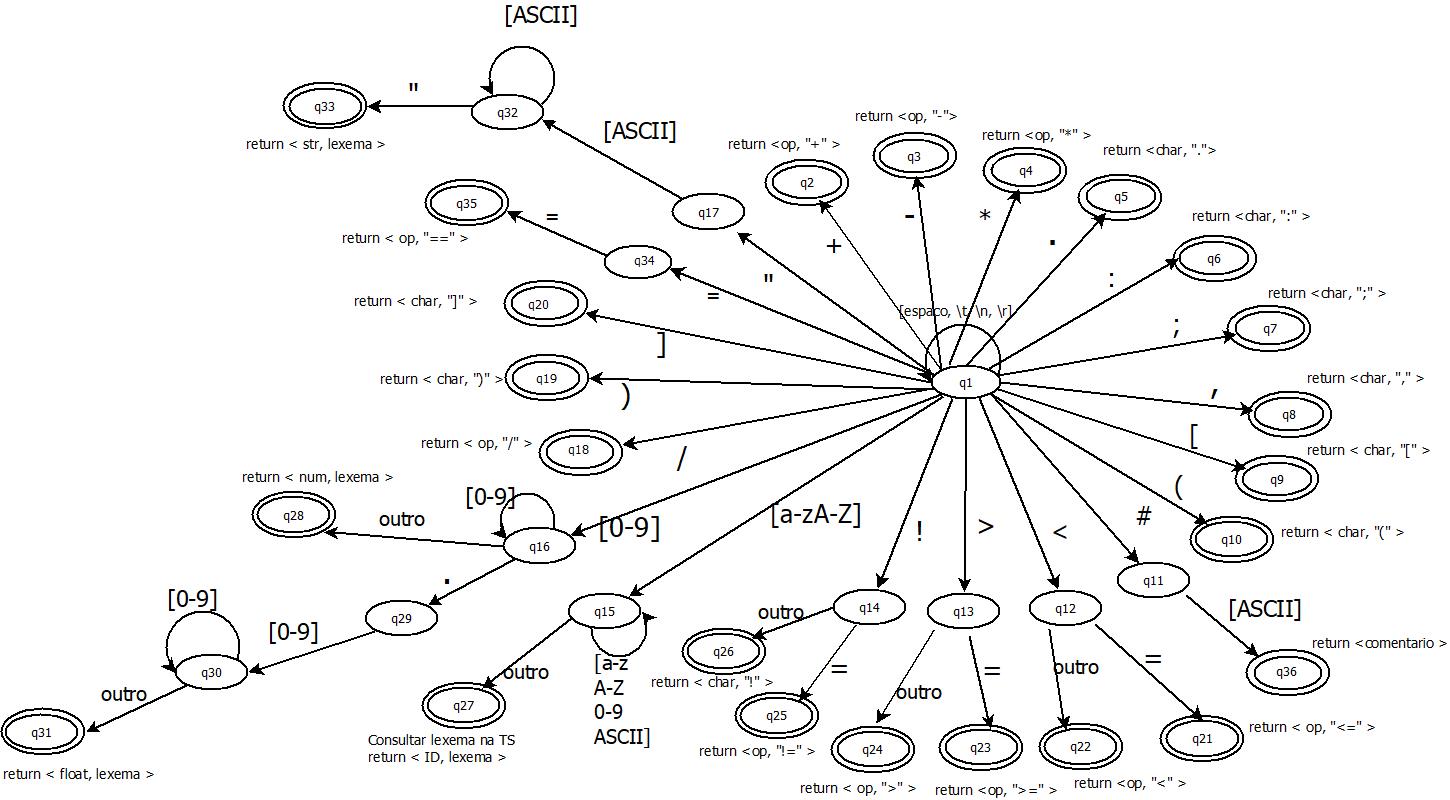 [ASCII]
"
q33
q32
return < str, lexema >
[ASCII]
return <op, "+" >
return <op, "-">
return <op, "*" >
return <char, ".">
q2
q3
q4
q5
q35
=
q17
+
-
*
.
return <char, ":" >
return < op, "==" >
q34
"
=
:
q6
return < char, "]" >
q20
]
[espaco, \t, \n, \r]
return <char, ";" >
;
q7
return < char, ")" >
q19
)
q1
return <char, "," >
,
q8
return < op, "/" >
q18
/
[
return < char, "[" >
q9
return < num, lexema >
q28
outro
[0-9]
q16
[0-9]
[a-zA-Z]
!
>
<
#
(
q10
return < char, "(" >
.
[0-9]
[0-9]
q29
q15
q14
q13
q12
q11
[ASCII]
q30
outro
q31
return < float, lexema >
outro
q27
Consultar lexema na TS
return < ID, lexema >
[a-z
A-Z
0-9
ASCII]
outro
q26
return < char, "!" >
=
q25
return <op, "!=" >
outro
q24
return < op, ">" >
=
q23
return <op, ">=" >
outro
q22
return <op, "<" >
=
q21
return < op, "<=" >
q36
return <comentario >